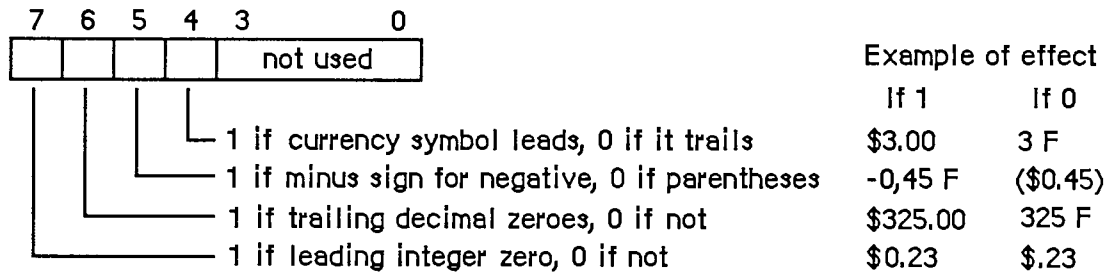 7 6 5 4 3 0
not used
Example of effect
If 1 If 0
1 if currency symbol leads, 0 if it trails $3.00 3 F
1 if minus sign for negative, 0 if parentheses -0,45 F ($0.45)
1 if trailing decimal zeroes, 0 if not $325.00 325 F
1 if leading integer zero, 0 if not $0.23 $.23